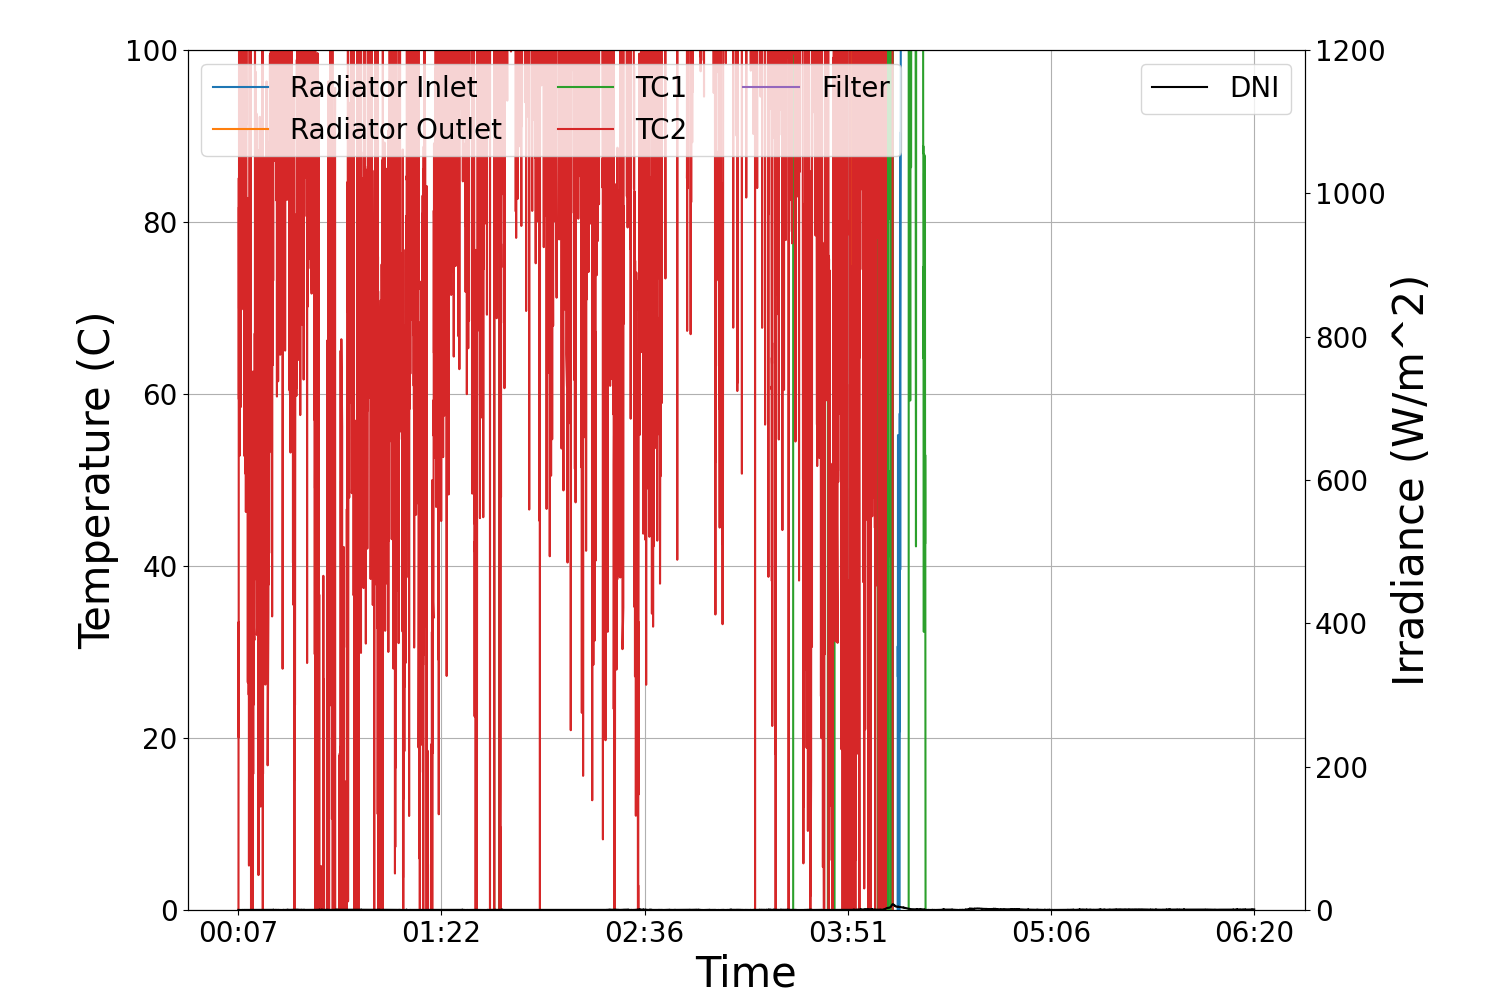 100
80
60
40
20
0
Temperature (C)
Radiator Inlet
Radiator Outlet
TC1
TC2
Filter
DNI
1200
1000
800
600
400
200
0
Irradiance (W/m^2)
00:07
01:22
02:36
03:51
05:06
06:20
Time